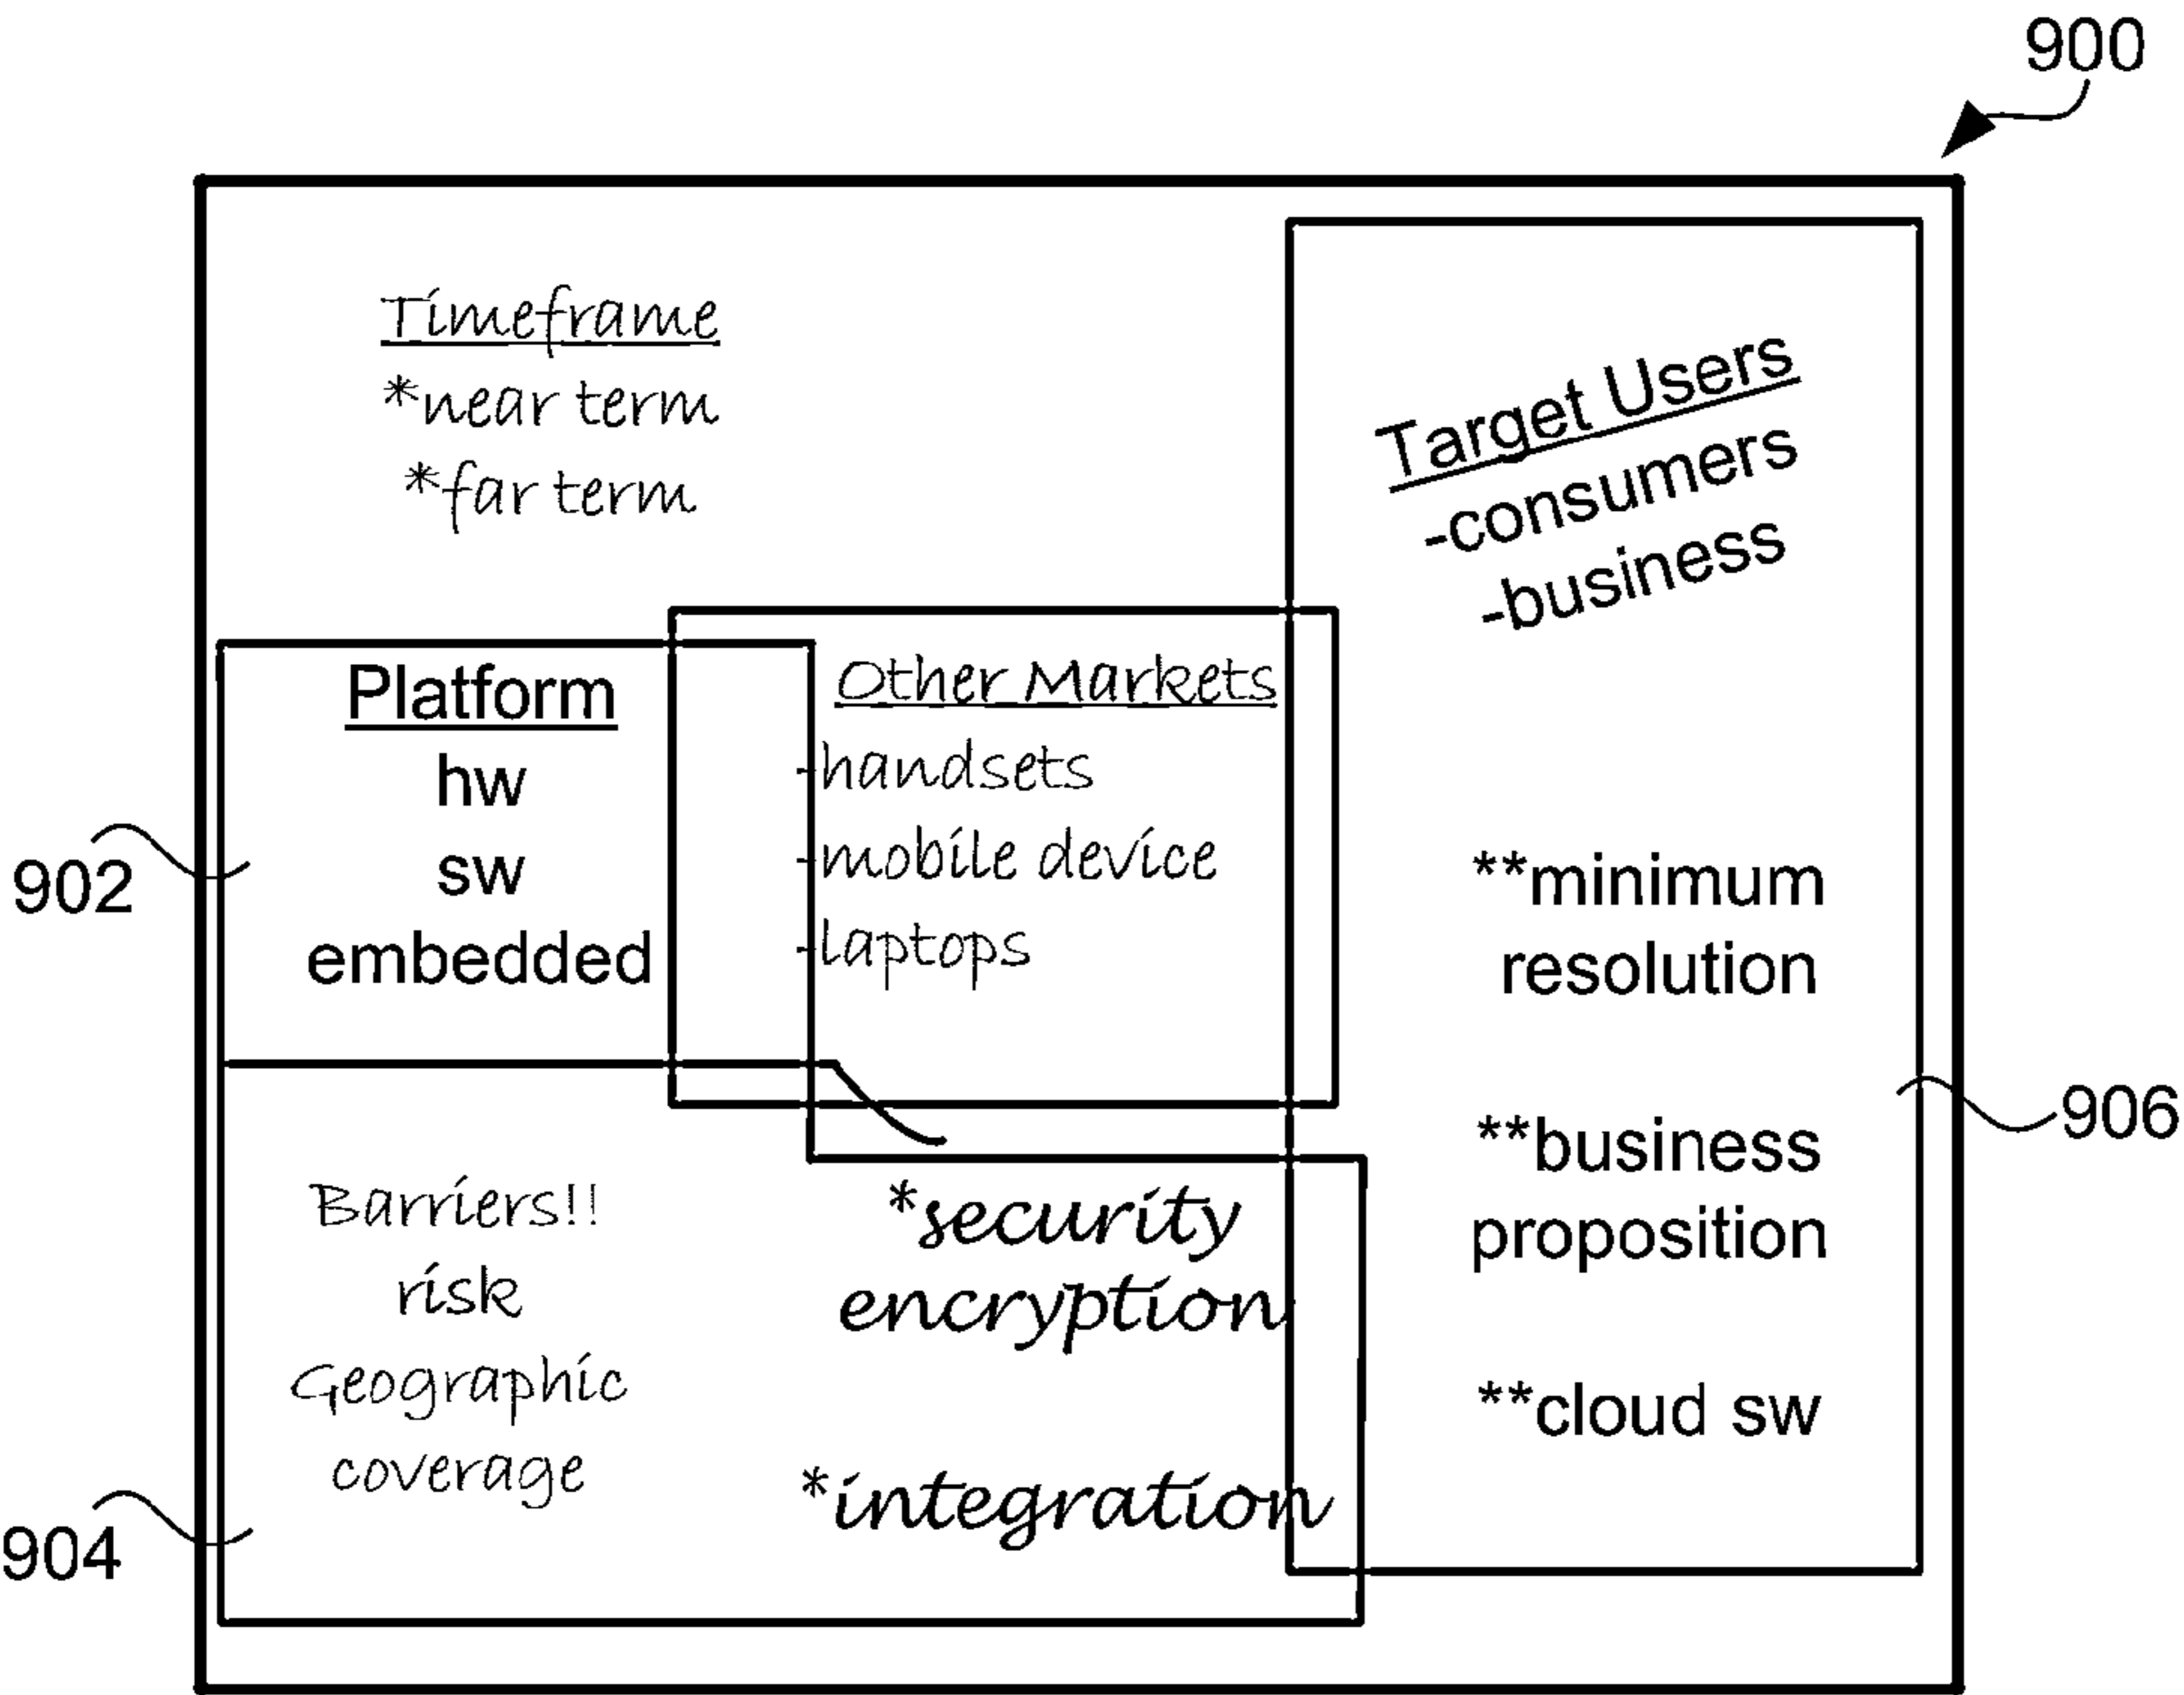 900
Timeframe
*near term
*far term
Target Users
-consumers
-business
Platform
hw
sw
embedded
902
Other Markets
-handsets
-mobile device
-laptops
**minimum
resolution
**business
proposition
**cloud sw
906
Barriers!!
risk
Geographic
coverage
904
*security
encryption
*integration